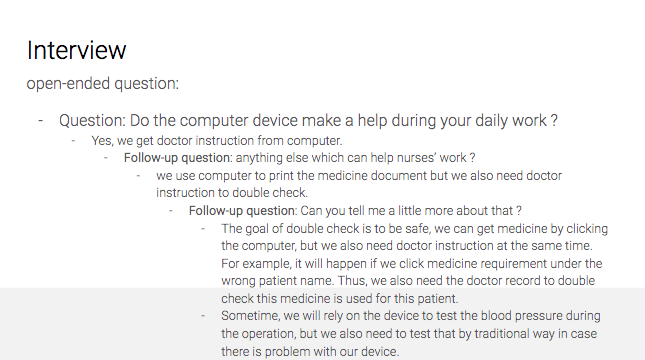 Interview
open-ended question:
- Question: Do the computer device make a help during your daily work ?
- Yes, we get doctor instruction from computer.
- Follow-up question: anything else which can help nurses’ work ?
- we use computer to print the medicine document but we also need doctor
instruction to double check.
- Follow-up question: Can you tell me a little more about that ?
- The goal of double check is to be safe, we can get medicine by clicking
the computer, but we also need doctor instruction at the same time.
For example, it will happen if we click medicine requirement under the
wrong patient name. Thus, we also need the doctor record to double
check this medicine is used for this patient.
- Sometime, we will rely on the device to test the blood pressure during
the operation, but we also need to test that by traditional way in case
there is problem with our device.